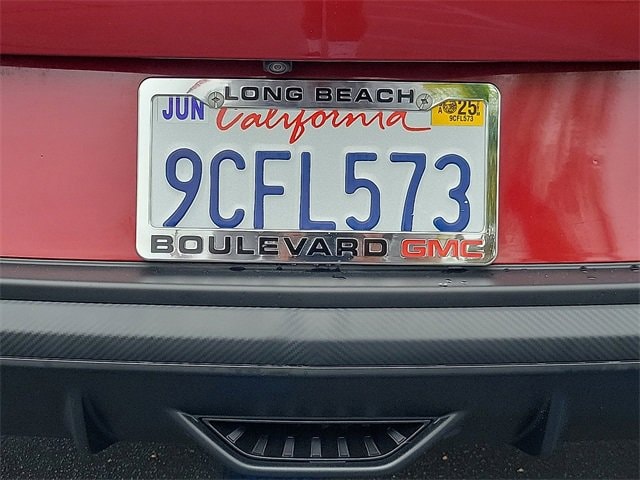 LONG BEACH
JUN California 25
9CFL573
9CFL573
BOULEVARD GMC